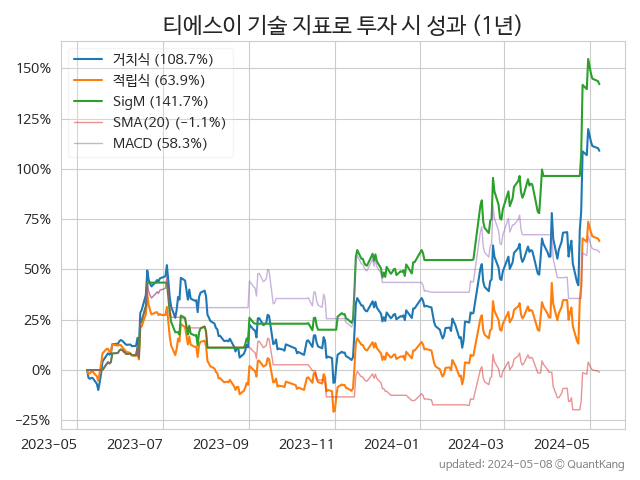 티에스이 기술 지표로 투자 시 성과 (1년)
거치식 (108.7%)
적립식 (63.9%)
SigM (141.7%)
SMA(20) (−1.1%)
MACD (58.3%)
150%
125%
100%
75%
50%
25%
0%
−25%
2023-05 2023-07 2023-09 2023-11 2024-01 2024-03 2024-05
updated: 2024-05-08 © QuantKang